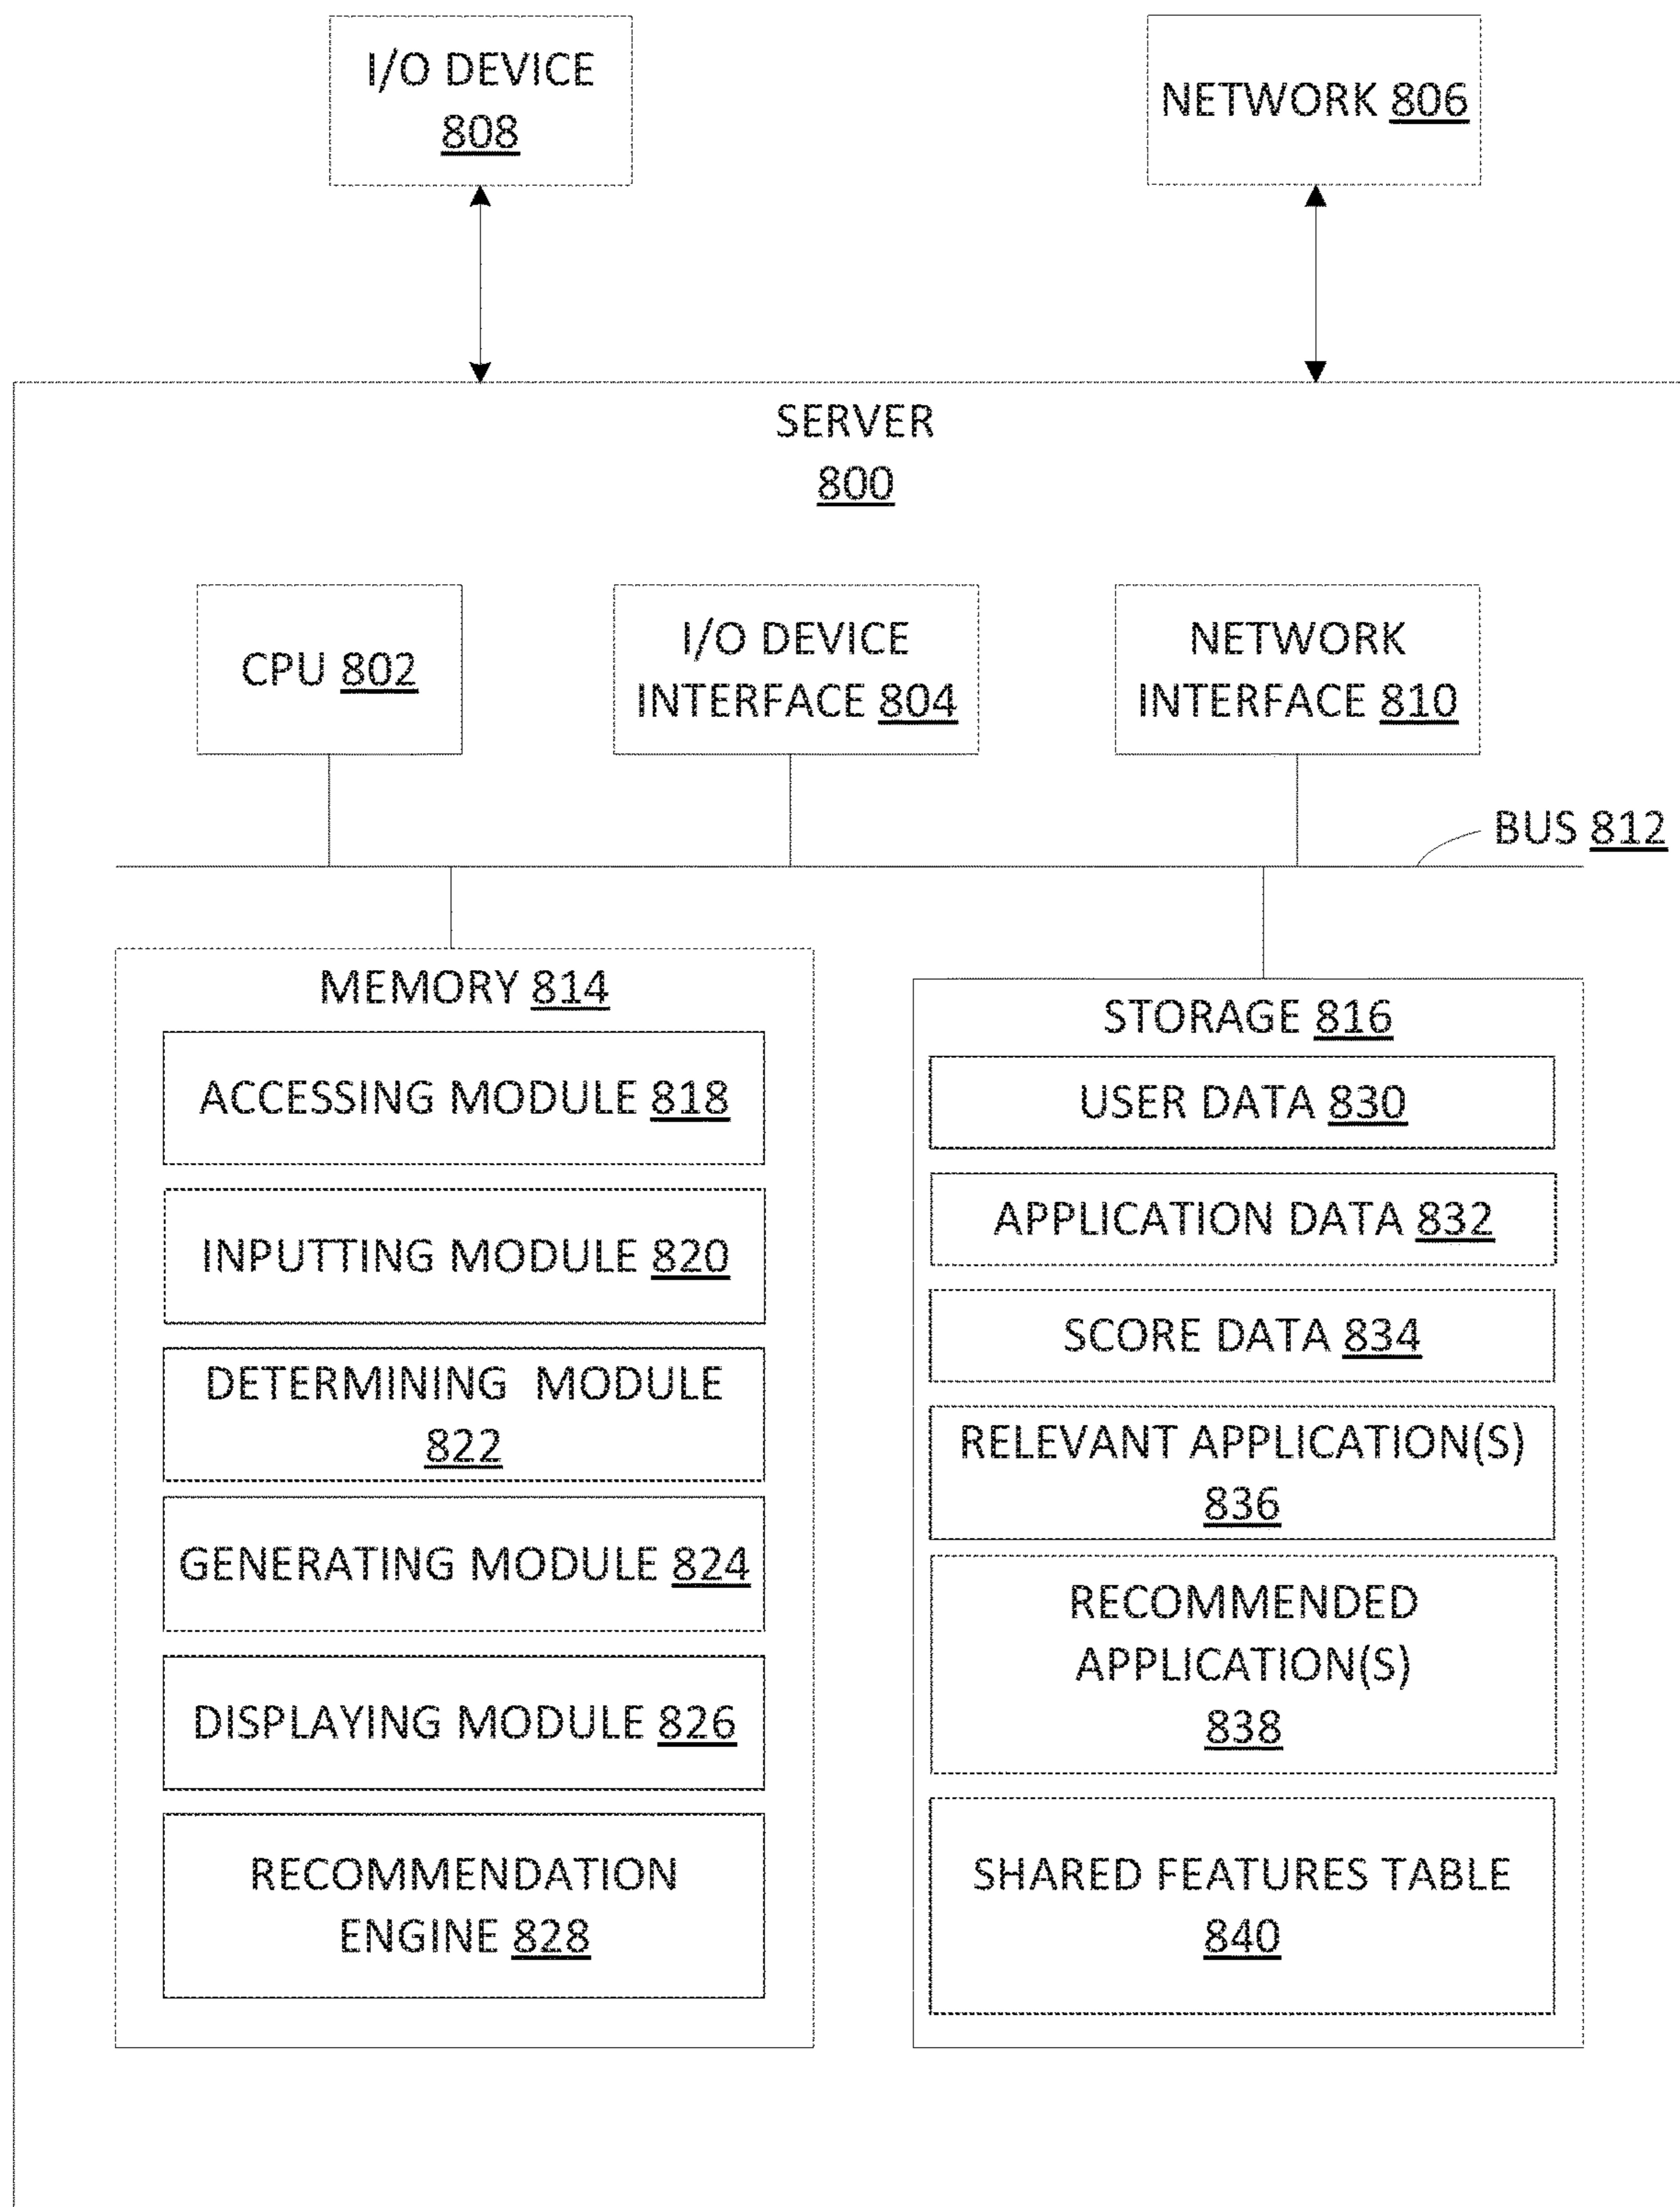 I/O DEVICE
808
NETWORK 806
SERVER
800
CPU 802
I/O DEVICE
INTERFACE 804
NETWORK
INTERFACE 810
BUS 812
MEMORY 814
ACCESSING MODULE 818
INPUTTING MODULE 820
DETERMINING MODULE
822
GENERATING MODULE 824
DISPLAYING MODULE 826
RECOMMENDATION
ENGINE 828
STORAGE 816
USER DATA 830
APPLICATION DATA 832
SCORE DATA 834
RELEVANT APPLICATION(S)
836
RECOMMENDED
APPLICATION(S)
838
SHARED FEATURES TABLE
840